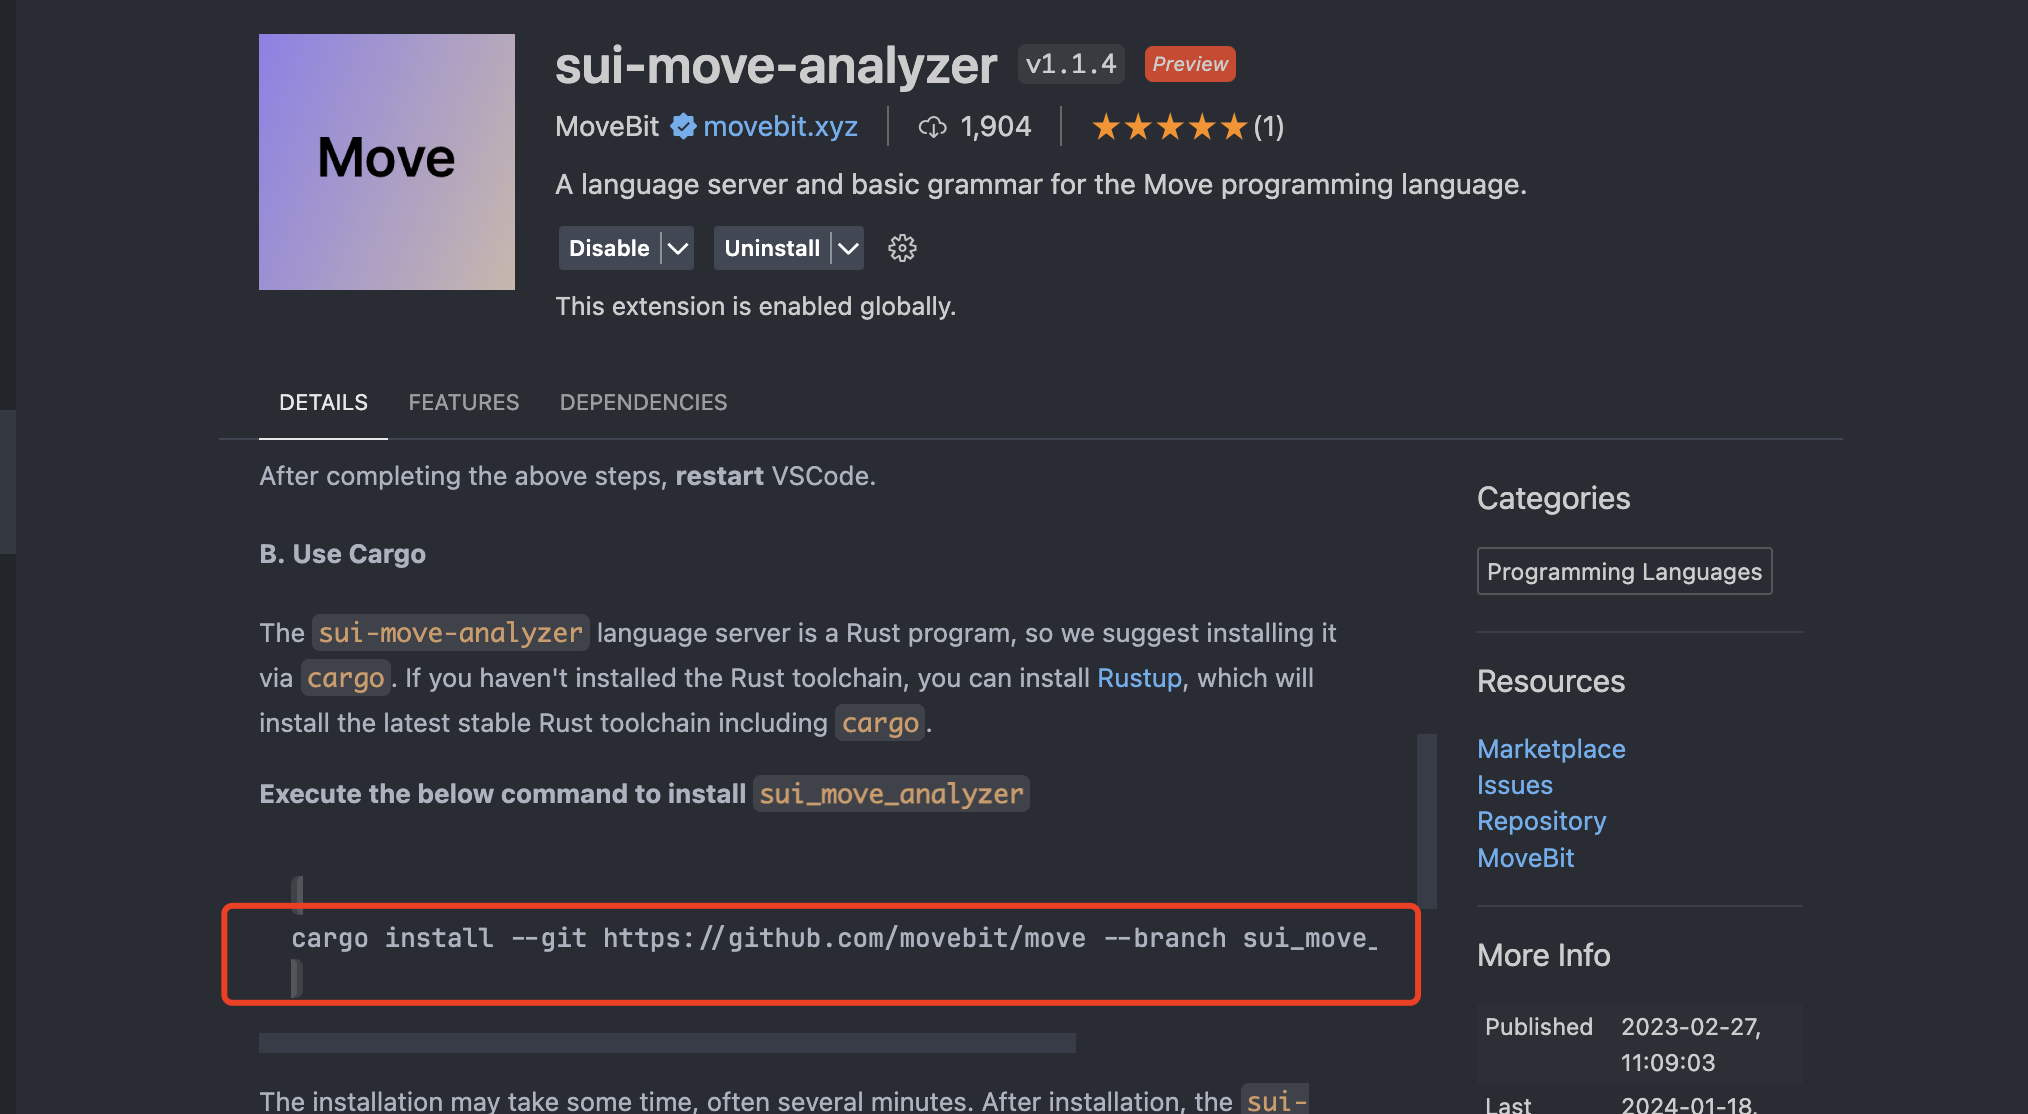 Move
sui-move-analyzer v1.1.4 Preview
MoveBit movebit.xyz 1,904 (1)
A language server and basic grammar for the Move programming language.
Disable Uninstall
This extension is enabled globally.
DETAILS FEATURES DEPENDENCIES
After completing the above steps, restart VSCode.
B. Use Cargo
The sui-move-analyzer language server is a Rust program, so we suggest installing it
via cargo. If you haven't installed the Rust toolchain, you can install Rustup, which will
install the latest stable Rust toolchain including cargo.
Execute the below command to install sui_move_analyzer
cargo install --git https://github.com/movebit/move --branch sui_move_
The installation may take some time, often several minutes. After installation, the sui-
Categories
Programming Languages
Resources
Marketplace
Issues
Repository
MoveBit
More Info
Published 2023-02-27,
11:09:03
Last 2024-01-18,